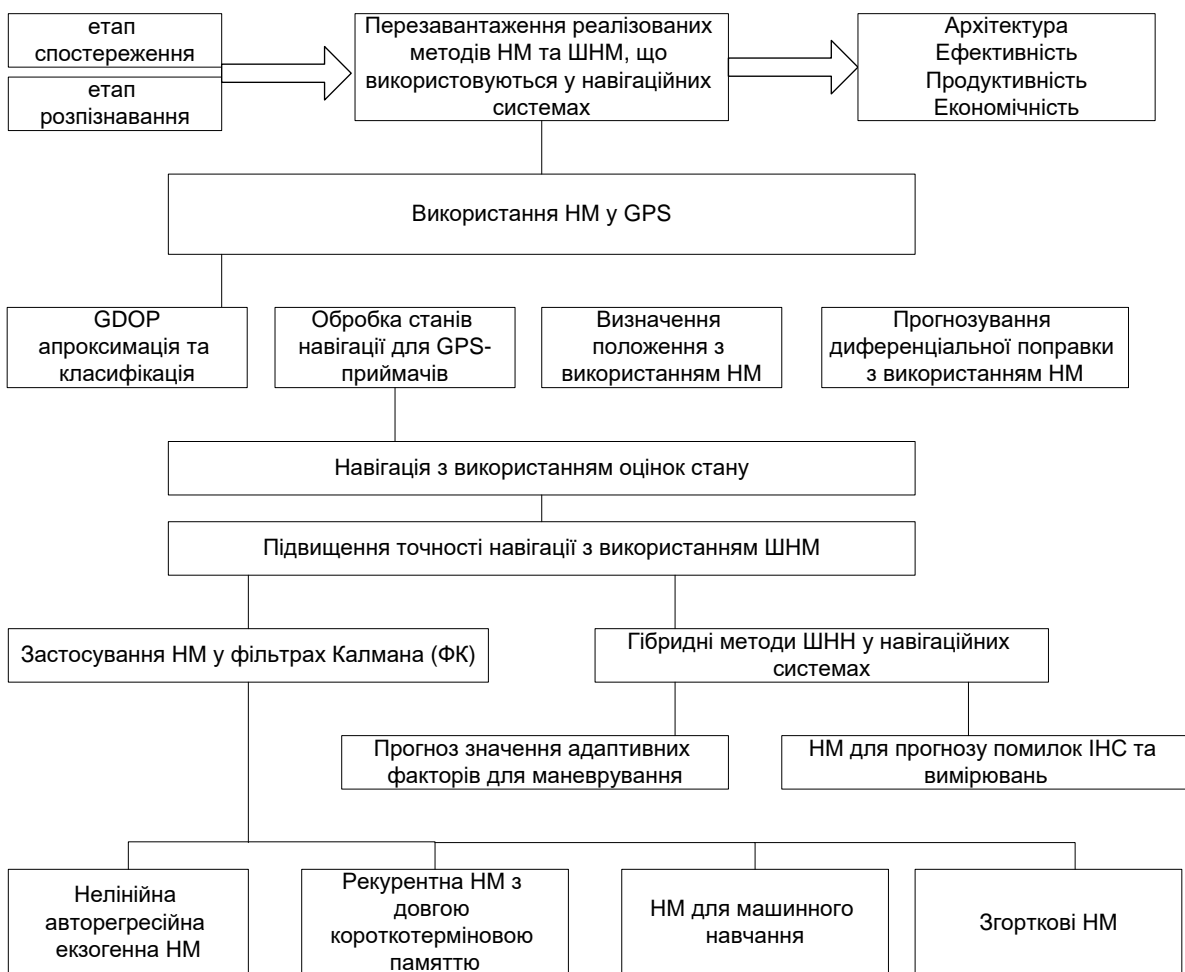 етап
спостереження
етап
розпізнавання
Перезавантаження реалізованих
методів НМ та ШНМ, що
використовуються у навігаційних
системах
Архітектура
Ефективність
Продуктивність
Економічність
Використання НМ у GPS
GDOP
апроксимація та
класифікація
Обробка станів
навігації для GPS-
приймачів
Визначення
положення з
використанням НМ
Прогнозування
диференціальної поправки
з використанням НМ
Навігація з використанням оцінок стану
Підвищення точності навігації з використанням ШНМ
Застосування НМ у фільтрах Калмана (ФК)
Гібридні методи ШНН у навігаційних
системах
Прогноз значення адаптивних
факторів для маневрування
НМ для прогнозу помилок ІНС та
вимірювань
Нелінійна
авторегресійна
екзогенна НМ
Рекурентна НМ з
довгою
короткотерміновою
памяттю
НМ для машинного
навчання
Згорткові НМ